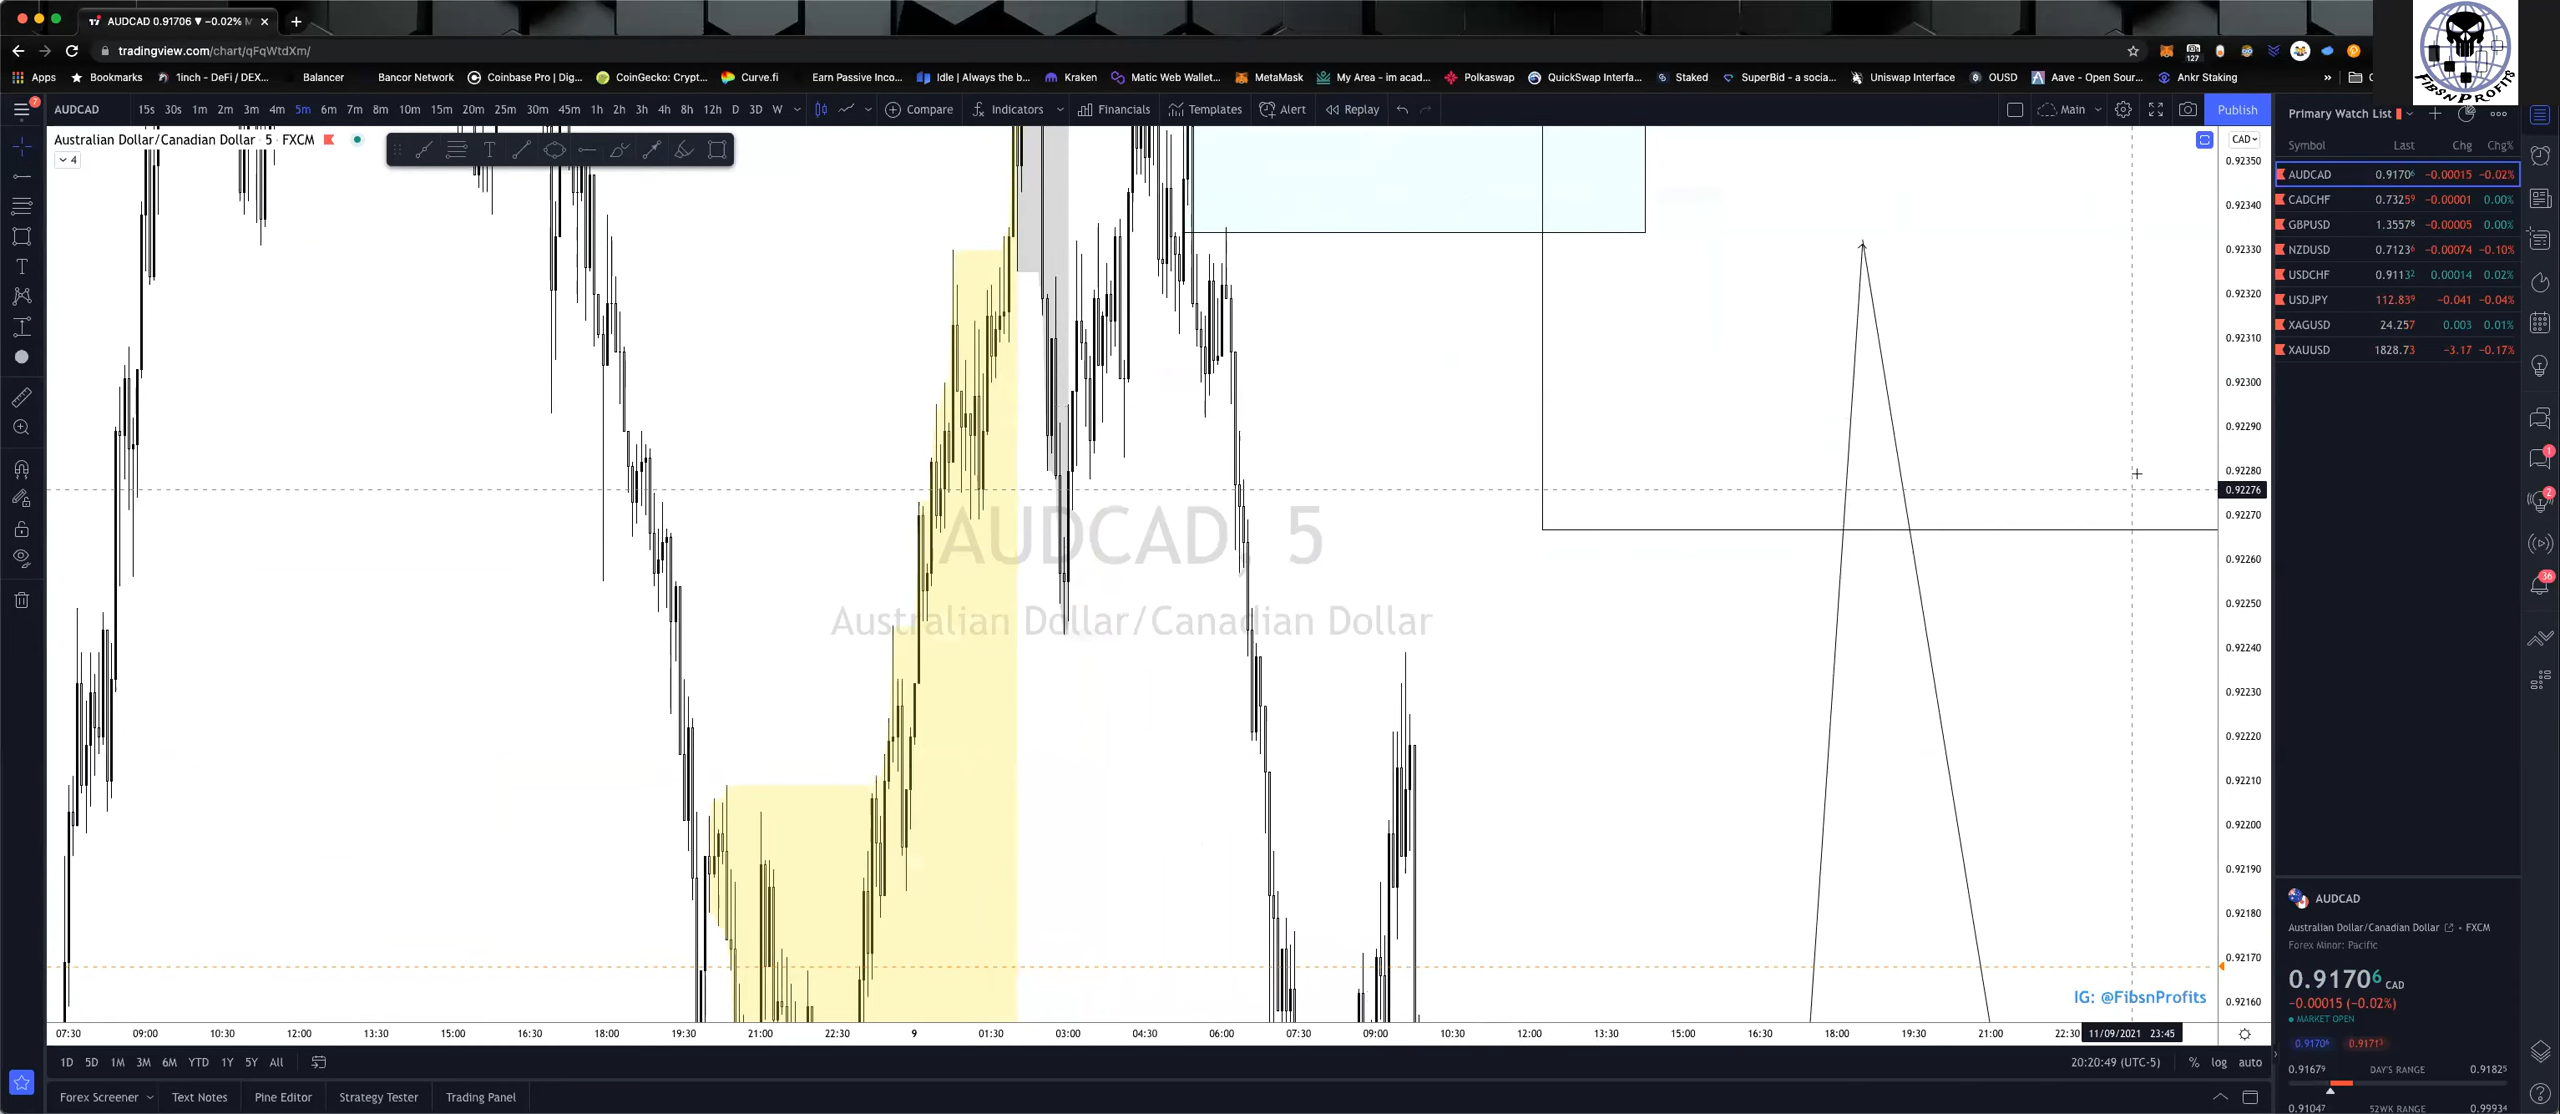 AUDCAD 0.91706 ▼ −0.02% M
tradingview.com/chart/qFqWtdXm/
Apps Bookmarks 1inch - DeFi / DEX... Balancer Bancor Network Coinbase Pro | Dig... CoinGecko: Crypt... Curve.fi Earn Passive Inco... Idle | Always the b... Kraken Matic Web Wallet... MetaMask My Area - im acad... Polkaswap QuickSwap Interfa... Staked SuperBid - a socia... Uniswap Interface OUSD Aave - Open Sour... Ankr Staking »
FIBSNPROFITS
AUDCAD 15s 30s 1m 2m 3m 4m 5m 6m 7m 8m 10m 15m 20m 25m 30m 45m 1h 2h 3h 4h 8h 12h D 3D W Compare Indicators Financials Templates Alert Replay Main Publish
Australian Dollar/Canadian Dollar · 5 · FXCM
4
CAD
0.92350
0.92340
0.92330
0.92320
0.92310
0.92300
0.92290
0.92280
0.92276
0.92270
0.92260
0.92250
0.92240
0.92230
0.92220
0.92210
0.92200
0.92190
0.92180
0.92170
0.92160
AUDCAD, 5
Australian Dollar/Canadian Dollar
IG: @FibsnProfits
07:30 09:00 10:30 12:00 13:30 15:00 16:30 18:00 19:30 21:00 22:30 9 01:30 03:00 04:30 06:00 07:30 09:00 10:30 12:00 13:30 15:00 16:30 18:00 19:30 21:00 22:30 11/09/2021 23:45
1D 5D 1M 3M 6M YTD 1Y 5Y All 20:20:49 (UTC-5) % log auto
Forex Screener Text Notes Pine Editor Strategy Tester Trading Panel
Primary Watch List
Symbol Last Chg Chg%
AUDCAD 0.91706 −0.00015 −0.02%
CADCHF 0.73259 −0.00001 0.00%
GBPUSD 1.35578 −0.00005 0.00%
NZDUSD 0.71236 −0.00074 −0.10%
USDCHF 0.91132 0.00014 0.02%
USDJPY 112.839 −0.041 −0.04%
XAGUSD 24.257 0.003 0.01%
XAUUSD 1828.73 −3.17 −0.17%
AUDCAD
Australian Dollar/Canadian Dollar • FXCM
Forex Minor: Pacific
0.91706 CAD
−0.00015 (−0.02%)
MARKET OPEN
0.91706 0.91713
0.91679 DAY'S RANGE 0.91825
0.91047 52WK RANGE 0.99934
7
127
1
2
36